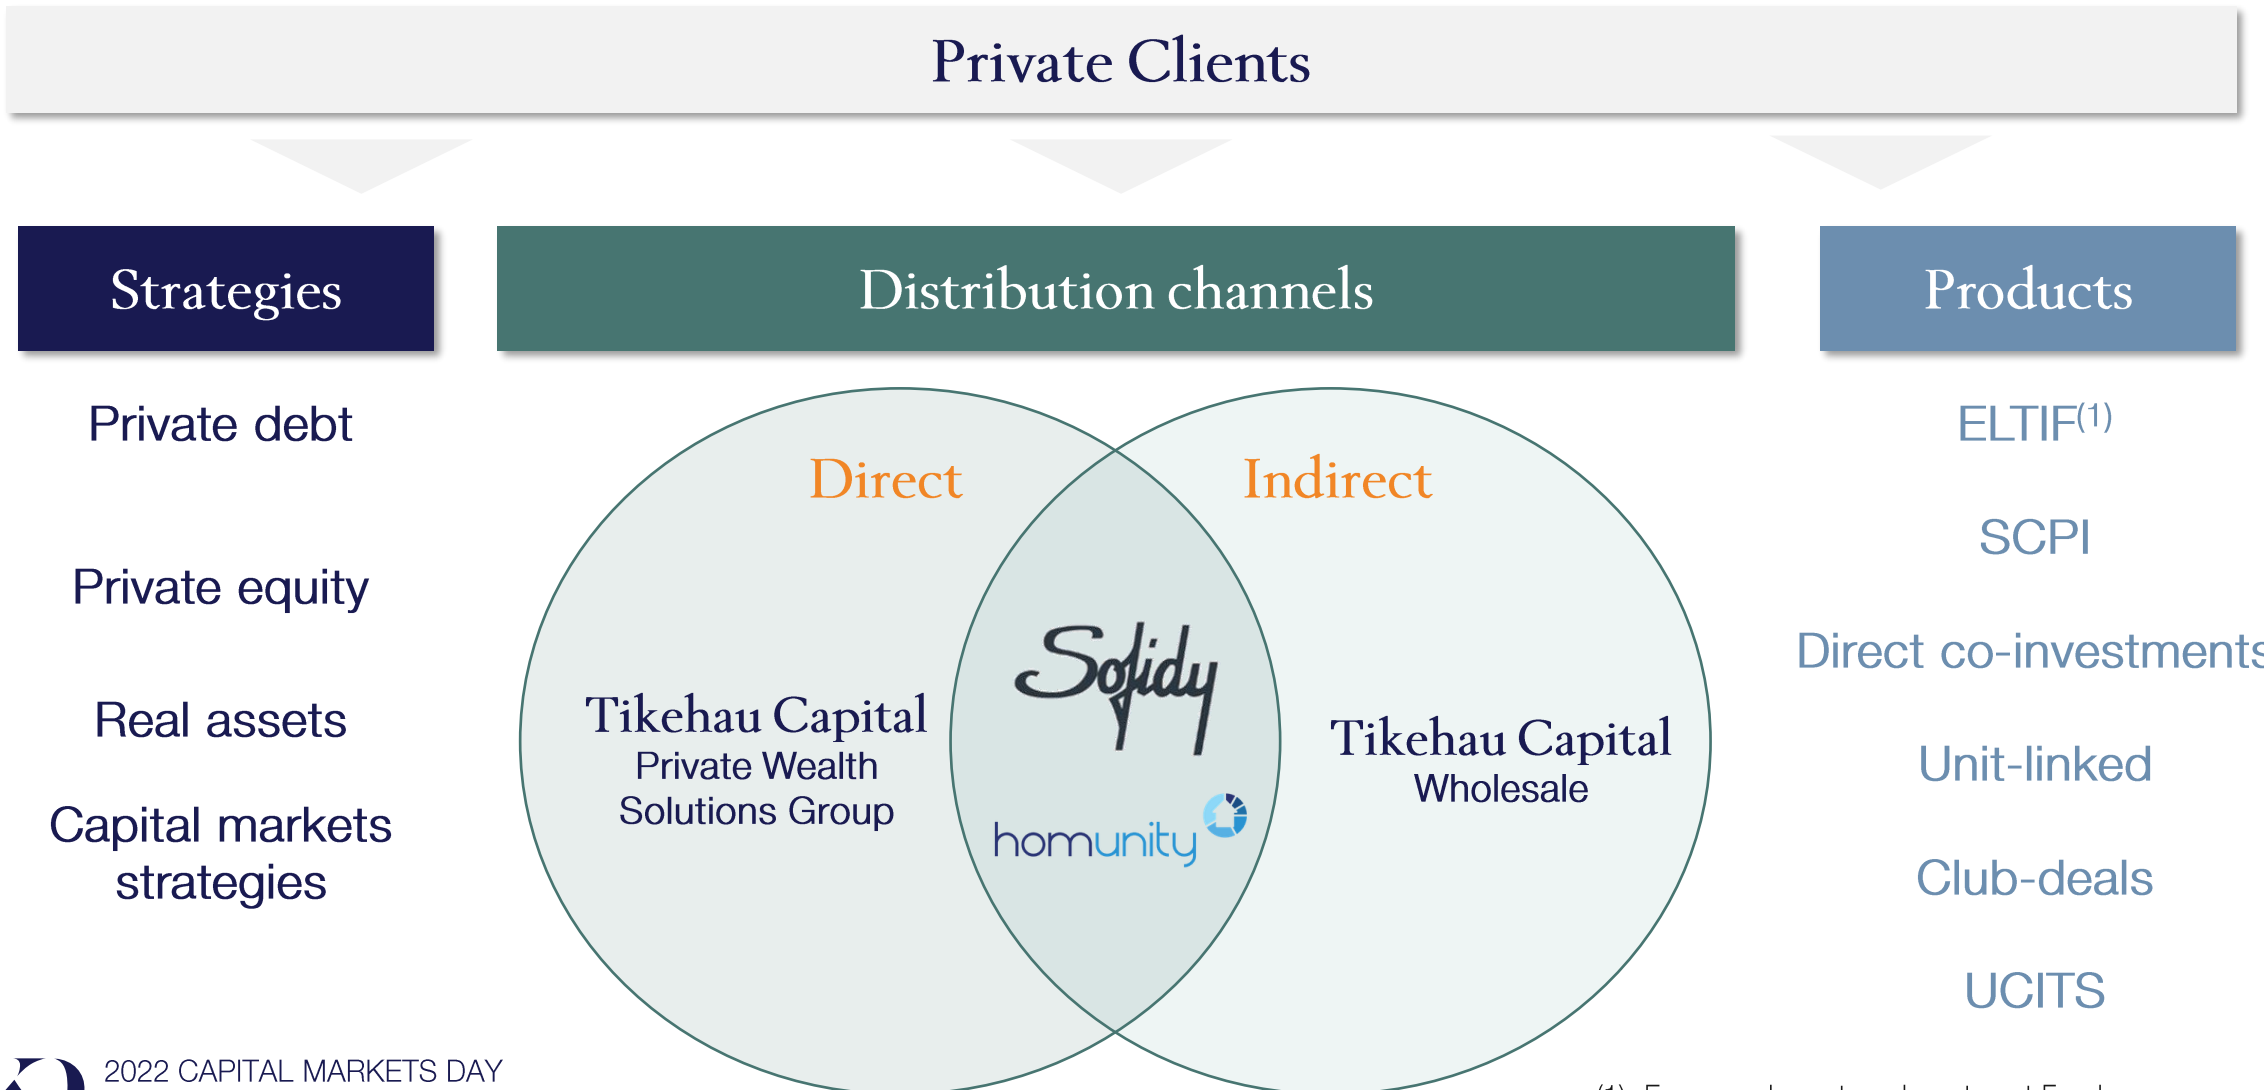 Private Clients
Strategies
Distribution channels
Products
Private debt
Private equity
Real assets
Capital markets
strategies
Direct
Indirect
Tikehau Capital
Private Wealth
Solutions Group
Sofidy
homunity
Tikehau Capital
Wholesale
ELTIF(1)
SCPI
Direct co-investments
Unit-linked
Club-deals
UCITS
2022 CAPITAL MARKETS DAY